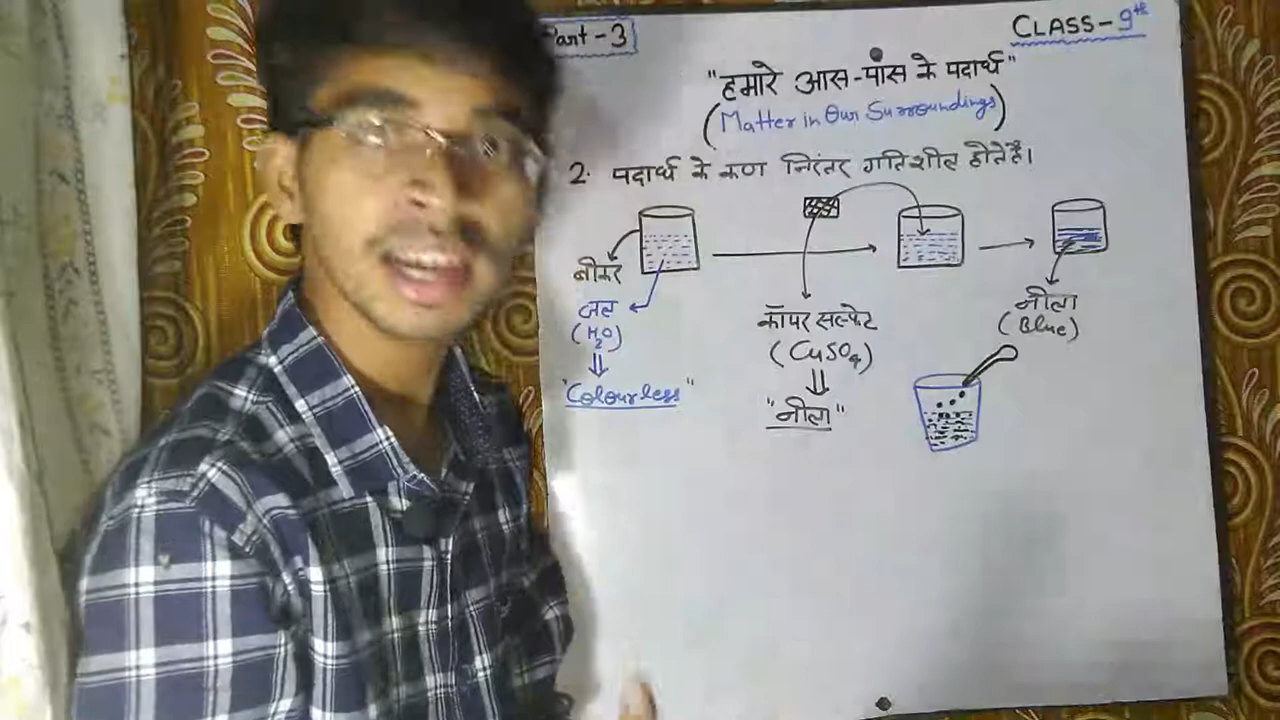 Part-3
CLASS-9th
"हमारे आस-पास के पदार्थ"
(Matter in Our Surroundings)
2. पदार्थ के कण निरंतर गतिशील होते है।
बीकर
जल
(H2O)
"Colourless"
कॉपर सल्फेट
(CuSO4)
"नीला"
नीला
(Blue)